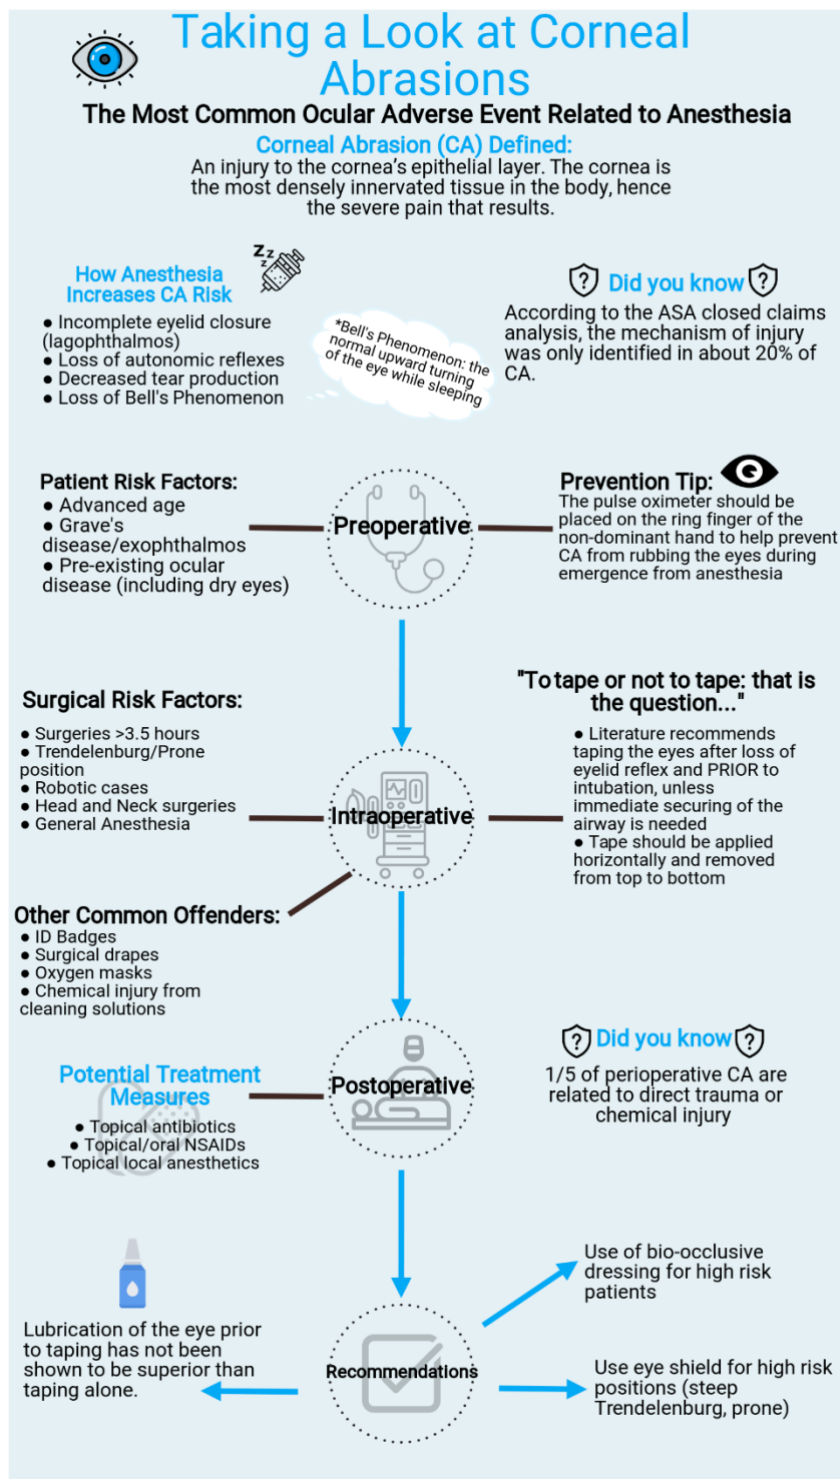 Taking a Look at Corneal
Abrasions
The Most Common Ocular Adverse Event Related to Anesthesia
Corneal Abrasion (CA) Defined:
An injury to the cornea's epithelial layer. The cornea is
the most densely innervated tissue in the body, hence
the severe pain that results.
How Anesthesia
Increases CA Risk
● Incomplete eyelid closure
(lagophthalmos)
● Loss of autonomic reflexes
● Decreased tear production
● Loss of Bell's Phenomenon
zzz
*Bell's Phenomenon: the
normal upward turning
of the eye while sleeping
? Did you know ?
According to the ASA closed claims
analysis, the mechanism of injury
was only identified in about 20% of
CA.
Patient Risk Factors:
● Advanced age
● Grave's
disease/exophthalmos
● Pre-existing ocular
disease (including dry eyes)
Preoperative
Prevention Tip:
The pulse oximeter should be
placed on the ring finger of the
non-dominant hand to help prevent
CA from rubbing the eyes during
emergence from anesthesia
Surgical Risk Factors:
● Surgeries >3.5 hours
● Trendelenburg/Prone
position
● Robotic cases
● Head and Neck surgeries
● General Anesthesia
Intraoperative
"To tape or not to tape: that is
the question..."
● Literature recommends
taping the eyes after loss of
eyelid reflex and PRIOR to
intubation, unless
immediate securing of the
airway is needed
● Tape should be applied
horizontally and removed
from top to bottom
Other Common Offenders:
● ID Badges
● Surgical drapes
● Oxygen masks
● Chemical injury from
cleaning solutions
Potential Treatment
Measures
● Topical antibiotics
● Topical/oral NSAIDs
● Topical local anesthetics
Postoperative
? Did you know ?
1/5 of perioperative CA are
related to direct trauma or
chemical injury
Lubrication of the eye prior
to taping has not been
shown to be superior than
taping alone.
Recommendations
Use of bio-occlusive
dressing for high risk
patients
Use eye shield for high risk
positions (steep
Trendelenburg, prone)